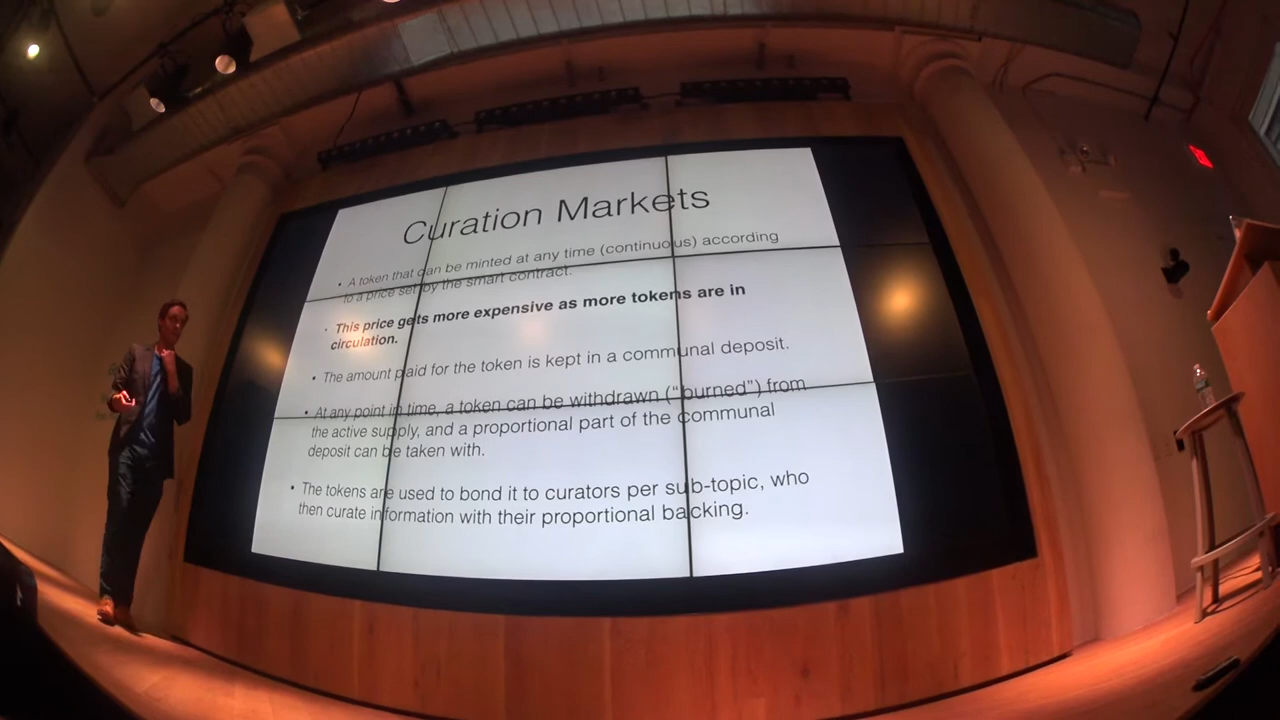 Curation Markets
• A token that can be minted at any time (continuous) according
to a price set by the smart contract.
• This price gets more expensive as more tokens are in
circulation.
• The amount paid for the token is kept in a communal deposit.
• At any point in time, a token can be withdrawn (“burned”) from
the active supply, and a proportional part of the communal
deposit can be taken with.
• The tokens are used to bond it to curators per sub-topic, who
then curate information with their proportional backing.